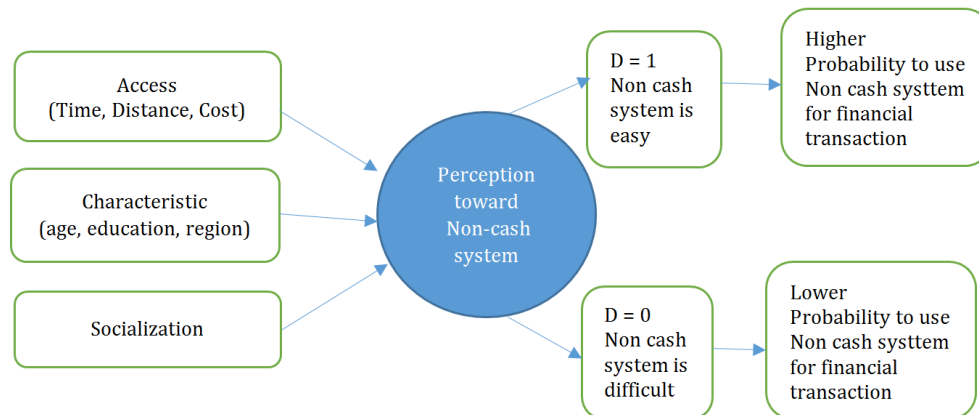 Access
(Time, Distance, Cost)
Characteristic
(age, education, region)
Socialization
Perception
toward
Non-cash
system
D = 1
Non cash
system is
easy
Higher
Probability to use
Non cash systtem
for financial
transaction
D = 0
Non cash
system is
difficult
Lower
Probability to use
Non cash systtem
for financial
transaction